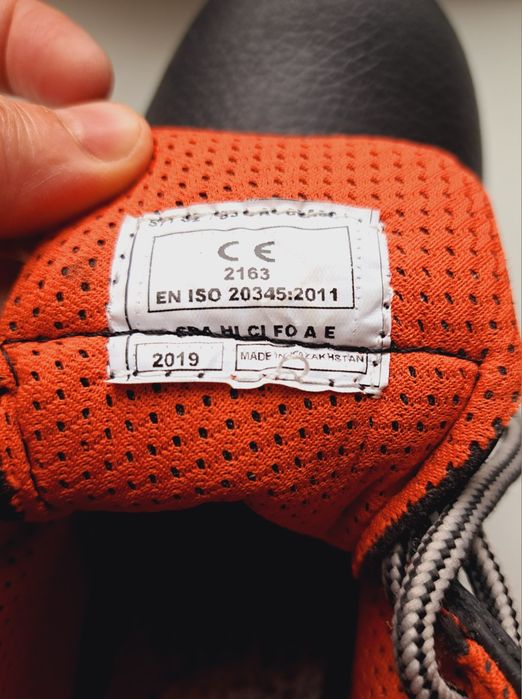 CE
2163
EN ISO 20345:2011
SRA HI CI FO A E
2019
MADE IN KAZAKHSTAN